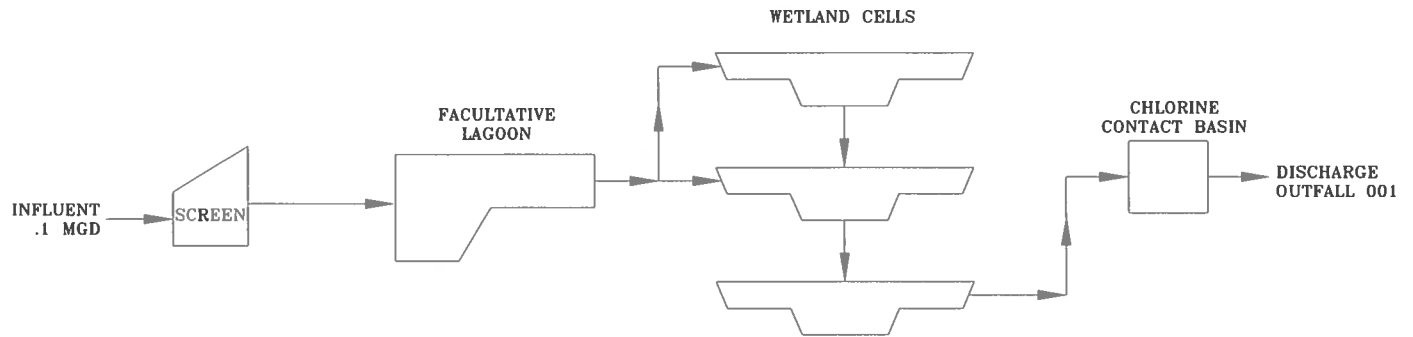 WETLAND CELLS
FACULTATIVE
LAGOON
CHLORINE
CONTACT BASIN
INFLUENT
.1 MGD
SCREEN
DISCHARGE
OUTFALL 001